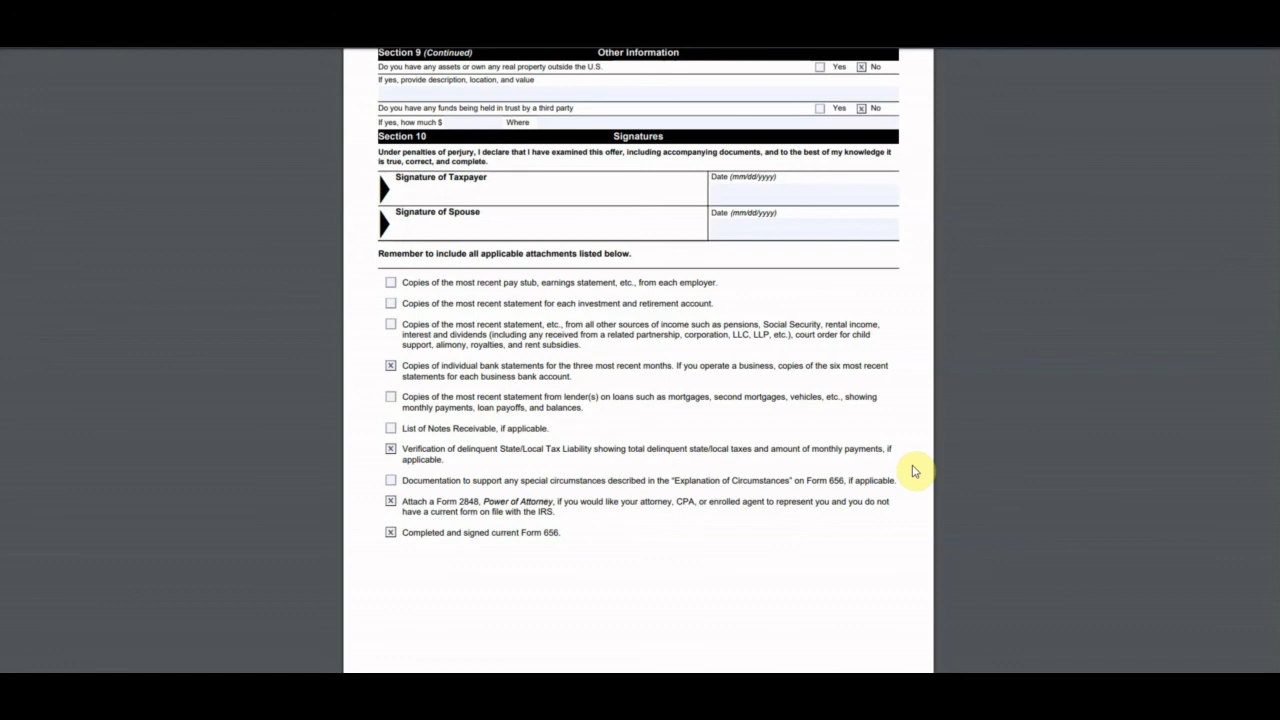 Section 9 (Continued) Other Information
Do you have any assets or own any real property outside the U.S. Yes No
If yes, provide description, location, and value
Do you have any funds being held in trust by a third party Yes No
If yes, how much $ Where
Section 10 Signatures
Under penalties of perjury, I declare that I have examined this offer, including accompanying documents, and to the best of my knowledge it
is true, correct, and complete.
Signature of Taxpayer Date (mm/dd/yyyy)
Signature of Spouse Date (mm/dd/yyyy)
Remember to include all applicable attachments listed below.
Copies of the most recent pay stub, earnings statement, etc., from each employer.
Copies of the most recent statement for each investment and retirement account.
Copies of the most recent statement, etc., from all other sources of income such as pensions, Social Security, rental income,
interest and dividends (including any received from a related partnership, corporation, LLC, LLP, etc.), court order for child
support, alimony, royalties, and rent subsidies.
Copies of individual bank statements for the three most recent months. If you operate a business, copies of the six most recent
statements for each business bank account.
Copies of the most recent statement from lender(s) on loans such as mortgages, second mortgages, vehicles, etc., showing
monthly payments, loan payoffs, and balances.
List of Notes Receivable, if applicable.
Verification of delinquent State/Local Tax Liability showing total delinquent state/local taxes and amount of monthly payments, if
applicable.
Documentation to support any special circumstances described in the “Explanation of Circumstances” on Form 656, if applicable.
Attach a Form 2848, Power of Attorney, if you would like your attorney, CPA, or enrolled agent to represent you and you do not
have a current form on file with the IRS.
Completed and signed current Form 656.